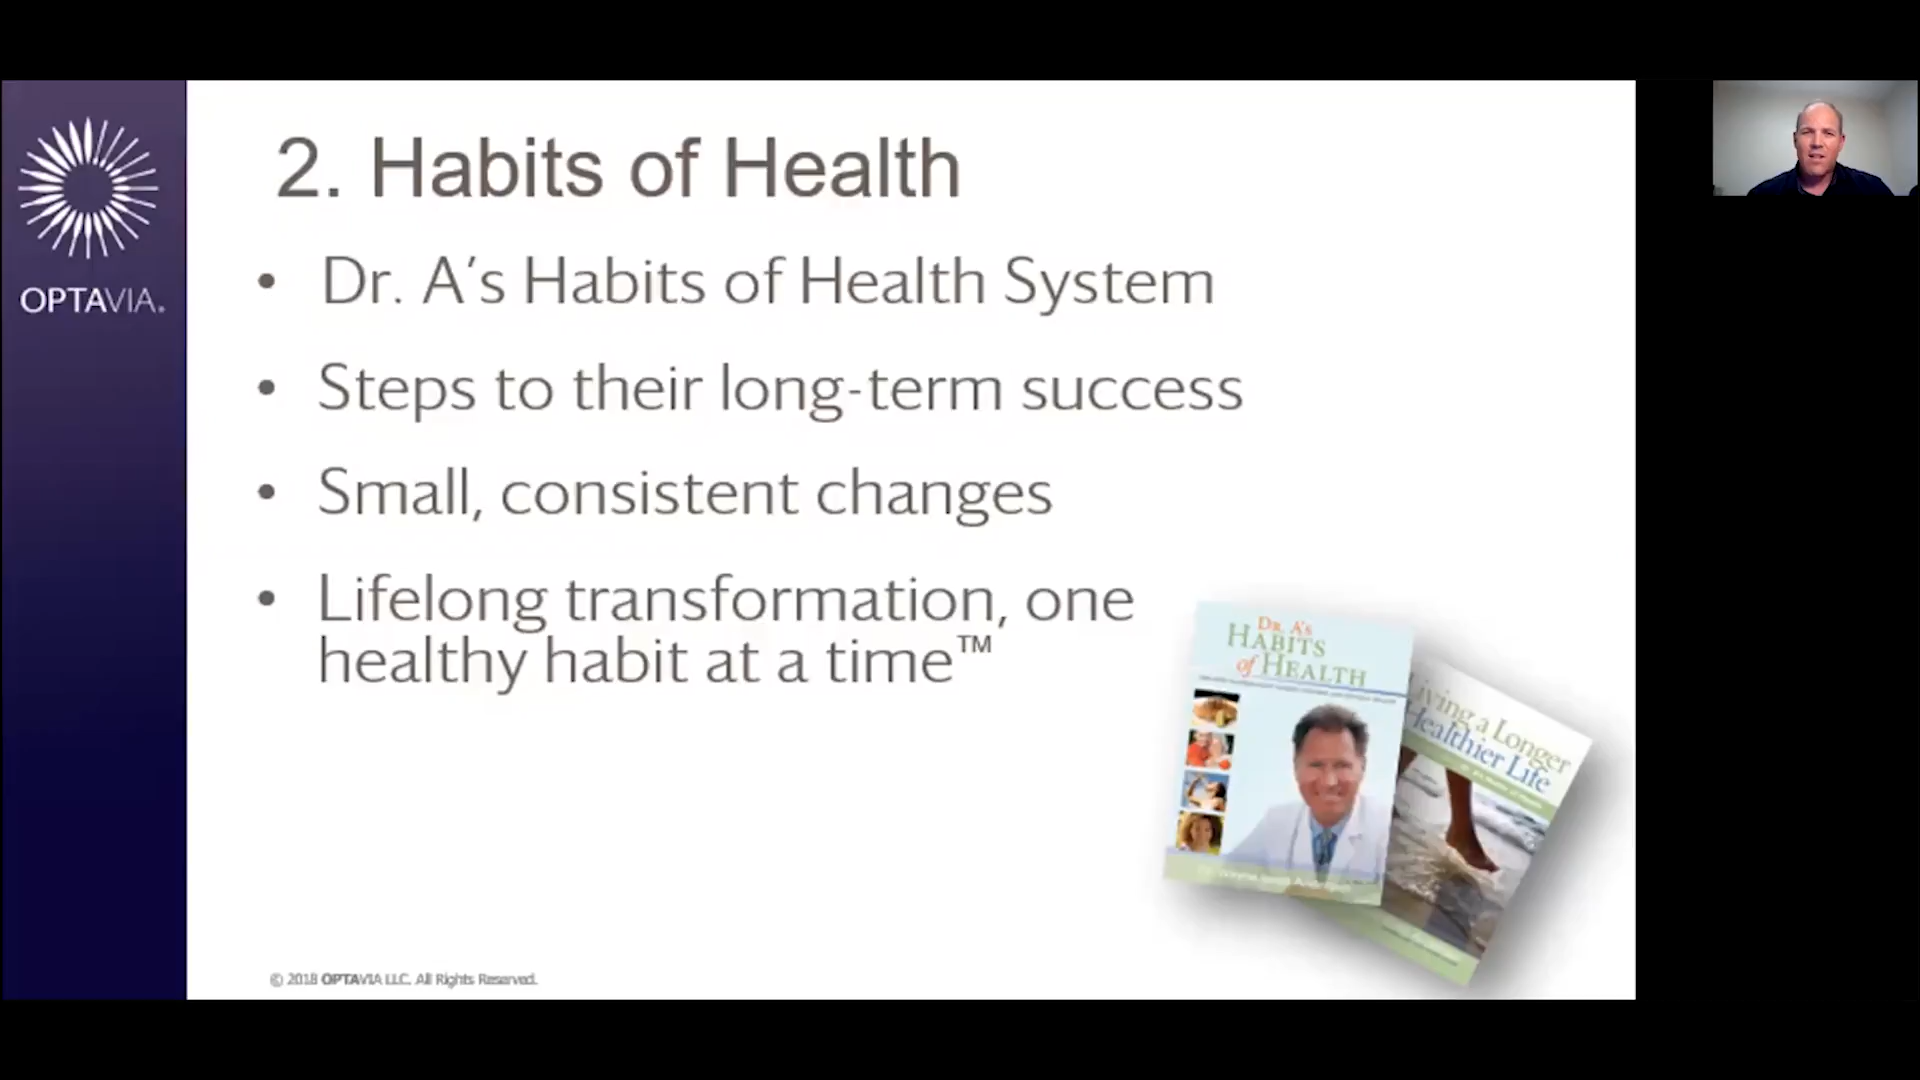 OPTAVIA®
2. Habits of Health
• Dr. A's Habits of Health System
• Steps to their long-term success
• Small, consistent changes
• Lifelong transformation, one
healthy habit at a time™
DR. A's
HABITS
of HEALTH
Living a Longer
Healthier Life
© 2018 OPTAVIA LLC. All Rights Reserved.